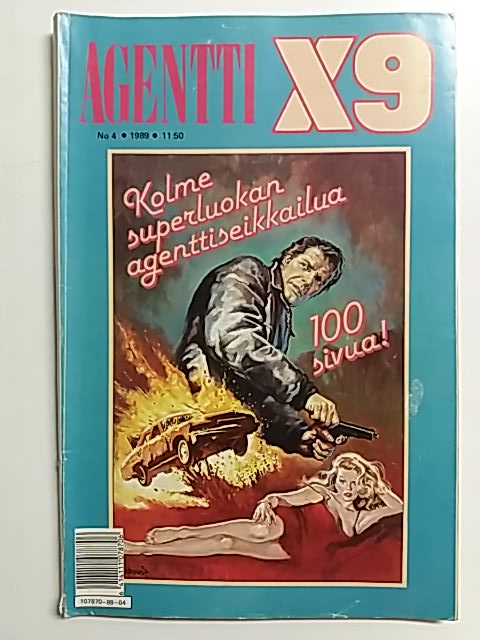 AGENTTI X9
No 4 • 1989 • 11:50
Kolme
superluokan
agenttiseikkailua
100
sivua!
107870-89-04